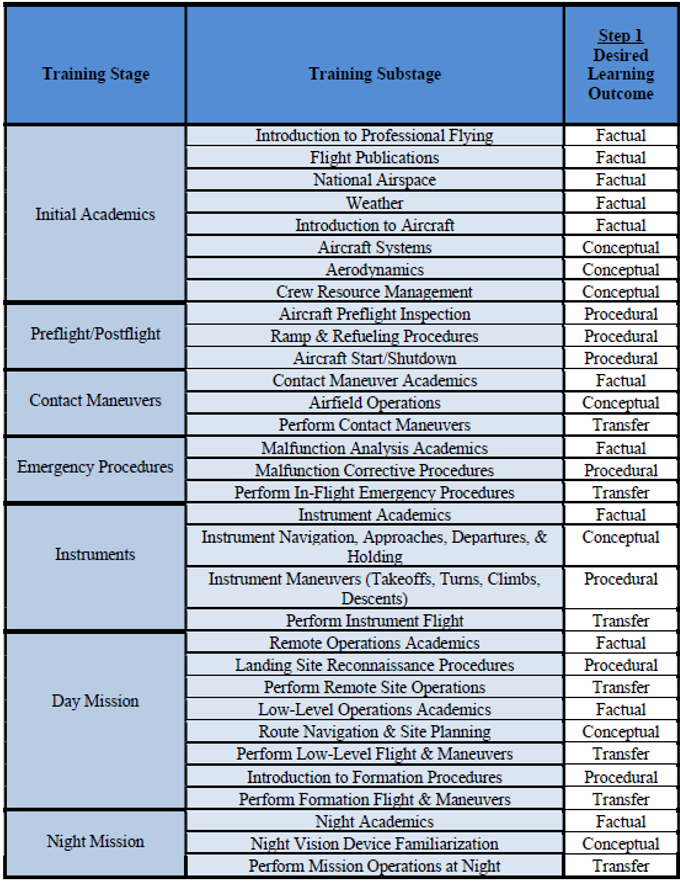 Training Stage
Training Substage
Step 1
Desired
Learning
Outcome
Initial Academics
Introduction to Professional Flying
Factual
Flight Publications
Factual
National Airspace
Factual
Weather
Factual
Introduction to Aircraft
Factual
Aircraft Systems
Conceptual
Aerodynamics
Conceptual
Crew Resource Management
Conceptual
Preflight/Postflight
Aircraft Preflight Inspection
Procedural
Ramp & Refueling Procedures
Procedural
Aircraft Start/Shutdown
Procedural
Contact Maneuvers
Contact Maneuver Academics
Factual
Airfield Operations
Conceptual
Perform Contact Maneuvers
Transfer
Emergency Procedures
Malfunction Analysis Academics
Factual
Malfunction Corrective Procedures
Procedural
Perform In-Flight Emergency Procedures
Transfer
Instruments
Instrument Academics
Factual
Instrument Navigation, Approaches, Departures, &
Holding
Conceptual
Instrument Maneuvers (Takeoffs, Turns, Climbs,
Descents)
Procedural
Perform Instrument Flight
Transfer
Day Mission
Remote Operations Academics
Factual
Landing Site Reconnaissance Procedures
Procedural
Perform Remote Site Operations
Transfer
Low-Level Operations Academics
Factual
Route Navigation & Site Planning
Conceptual
Perform Low-Level Flight & Maneuvers
Transfer
Introduction to Formation Procedures
Procedural
Perform Formation Flight & Maneuvers
Transfer
Night Mission
Night Academics
Factual
Night Vision Device Familiarization
Conceptual
Perform Mission Operations at Night
Transfer